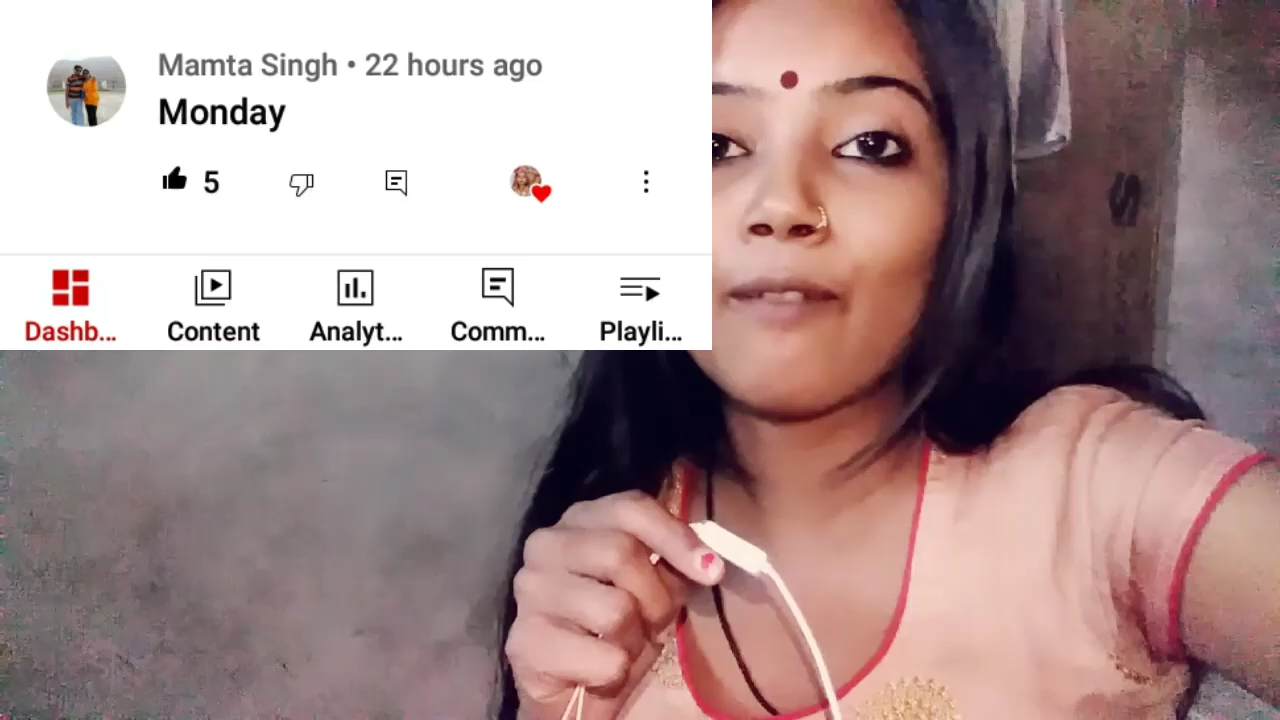 Mamta Singh • 22 hours ago
Monday
5
Dashb...
Content
Analyt...
Comm...
Playli...